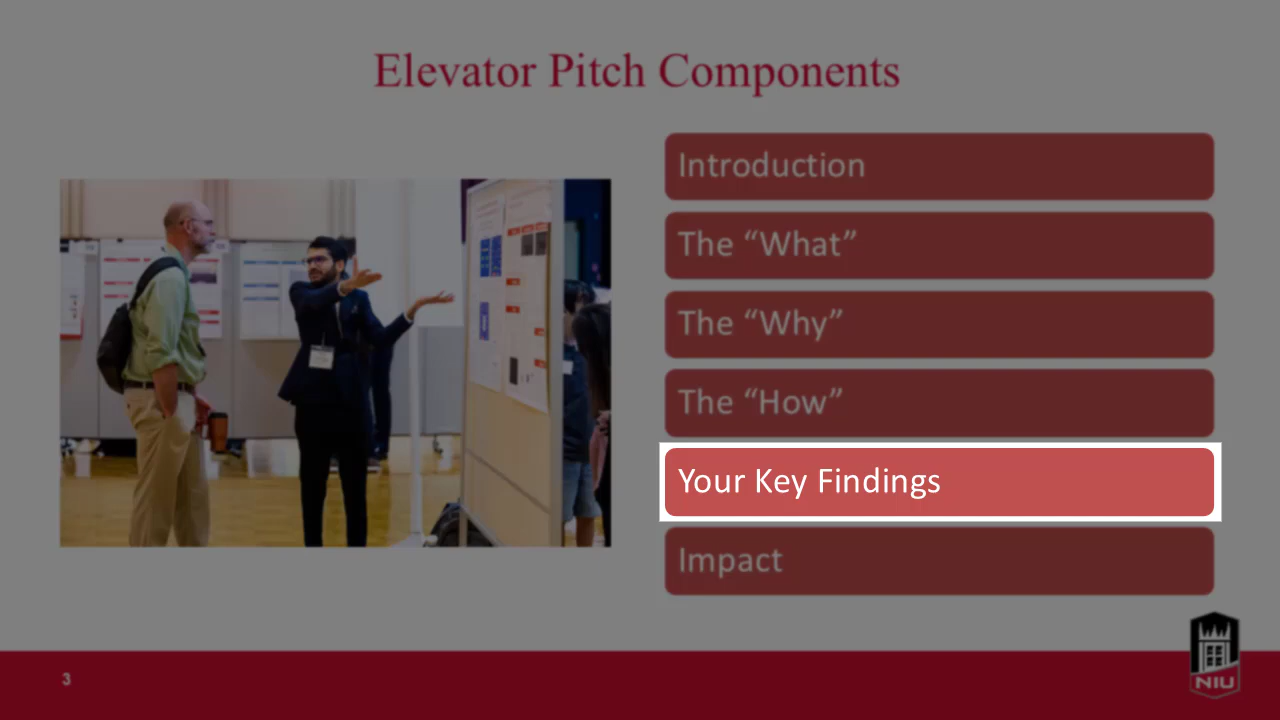 Elevator Pitch Components
Introduction
The “What”
The “Why”
The “How”
Your Key Findings
Impact
3
NIU